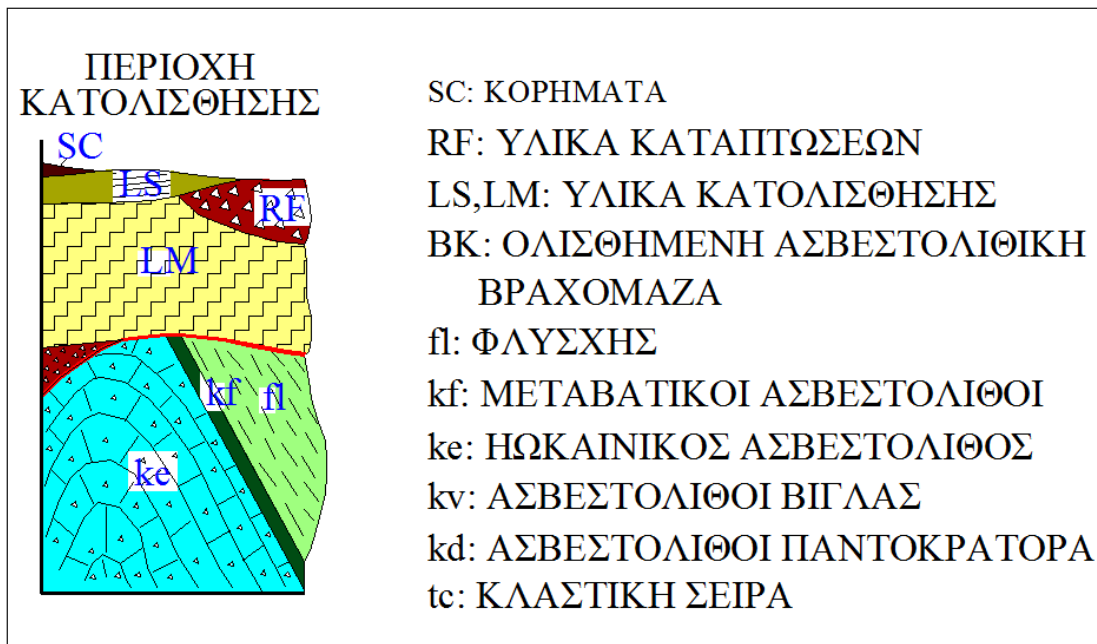 ΠΕΡΙΟΧΗ
ΚΑΤΟΛΙΣΘΗΣΗΣ
SC
LS
RF
LM
kf
fl
ke
SC: ΚΟΡΗΜΑΤΑ
RF: ΥΛΙΚΑ ΚΑΤΑΠΤΩΣΕΩΝ
LS,LM: ΥΛΙΚΑ ΚΑΤΟΛΙΣΘΗΣΗΣ
BK: ΟΛΙΣΘΗΜΕΝΗ ΑΣΒΕΣΤΟΛΙΘΙΚΗ
ΒΡΑΧΟΜΑΖΑ
fl: ΦΛΥΣΧΗΣ
kf: ΜΕΤΑΒΑΤΙΚΟΙ ΑΣΒΕΣΤΟΛΙΘΟΙ
ke: ΗΩΚΑΙΝΙΚΟΣ ΑΣΒΕΣΤΟΛΙΘΟΣ
kv: ΑΣΒΕΣΤΟΛΙΘΟΙ ΒΙΓΛΑΣ
kd: ΑΣΒΕΣΤΟΛΙΘΟΙ ΠΑΝΤΟΚΡΑΤΟΡΑ
tc: ΚΛΑΣΤΙΚΗ ΣΕΙΡΑ